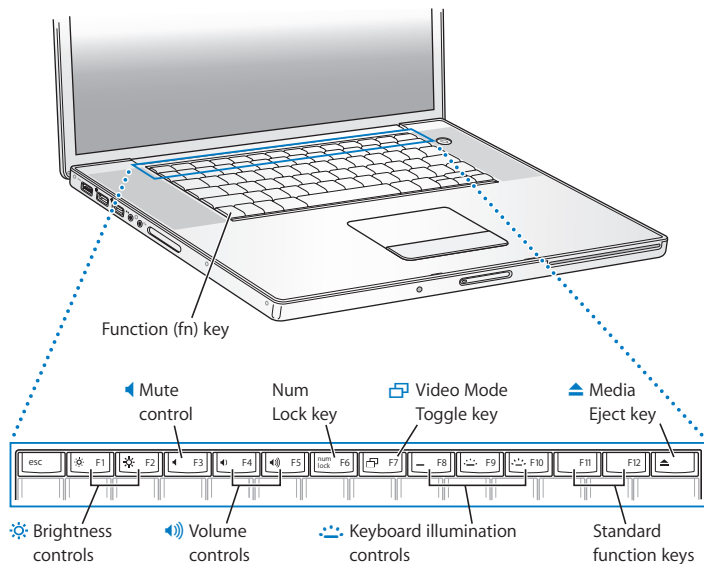 Function (fn) key
Mute
control
Num
Lock key
Video Mode
Toggle key
Media
Eject key
esc
F1
F2
F3
F4
F5
num
lock
F6
F7
F8
F9
F10
F11
F12
Brightness
controls
Volume
controls
Keyboard illumination
controls
Standard
function keys